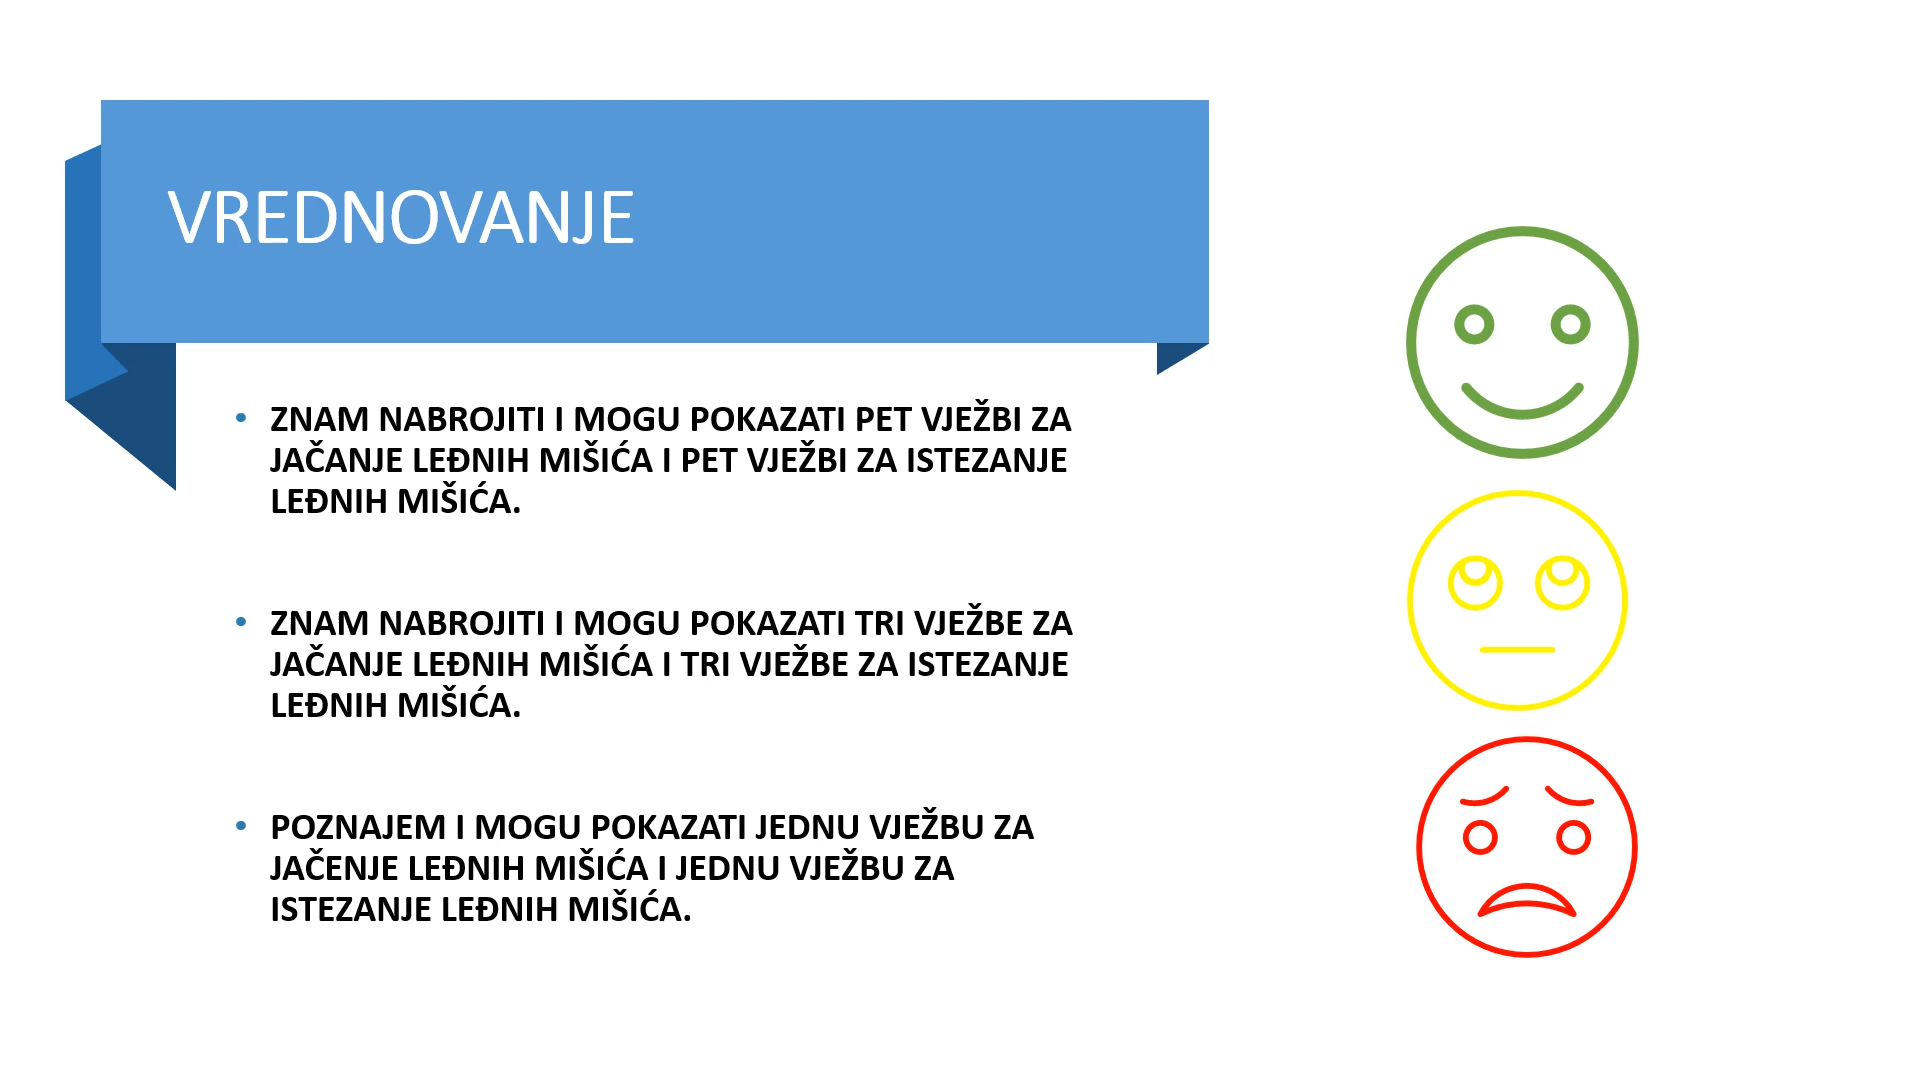 VREDNOVANJE
• ZNAM NABROJITI I MOGU POKAZATI PET VJEŽBI ZA
JAČANJE LEĐNIH MIŠIĆA I PET VJEŽBI ZA ISTEZANJE
LEĐNIH MIŠIĆA.
• ZNAM NABROJITI I MOGU POKAZATI TRI VJEŽBE ZA
JAČANJE LEĐNIH MIŠIĆA I TRI VJEŽBE ZA ISTEZANJE
LEĐNIH MIŠIĆA.
• POZNAJEM I MOGU POKAZATI JEDNU VJEŽBU ZA
JAČENJE LEĐNIH MIŠIĆA I JEDNU VJEŽBU ZA
ISTEZANJE LEĐNIH MIŠIĆA.